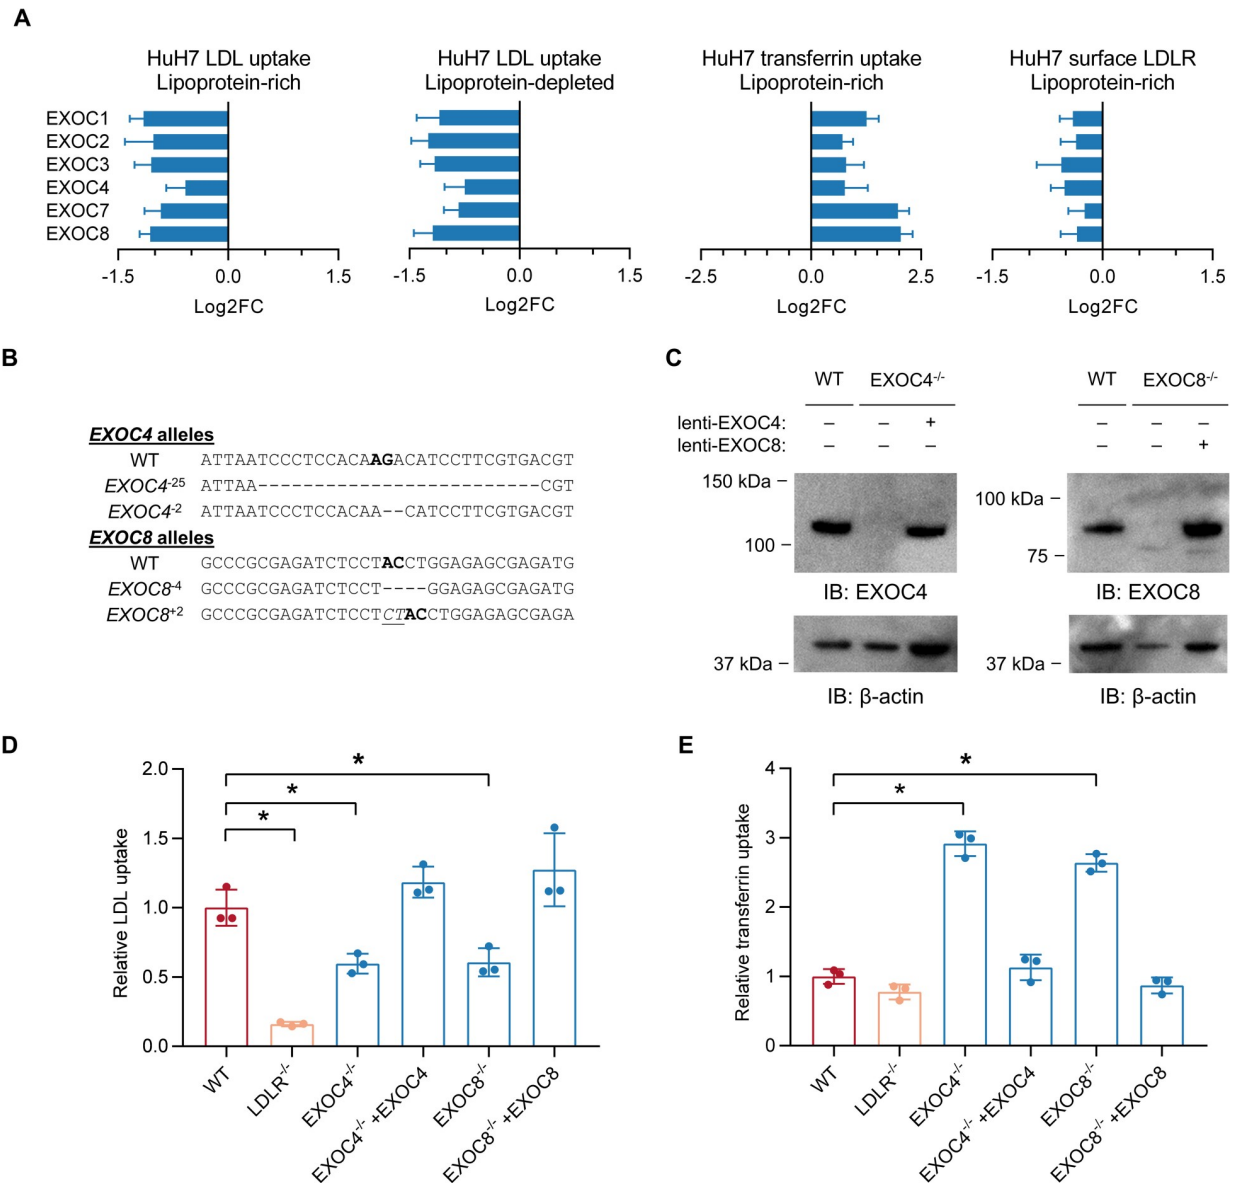 A
HuH7 LDL uptake
Lipoprotein-rich
HuH7 LDL uptake
Lipoprotein-depleted
HuH7 transferrin uptake
Lipoprotein-rich
HuH7 surface LDLR
Lipoprotein-rich
EXOC1
EXOC2
EXOC3
EXOC4
EXOC7
EXOC8
-1.5 0.0 1.5
-1.5 0.0 1.5
-2.5 0.0 2.5
-1.5 0.0 1.5
Log2FC
Log2FC
Log2FC
Log2FC
B
EXOC4 alleles
WT ATTAATCCCTCCACAAGACATCCTTCGTGACGT
EXOC4-25 ATTAA-------------------------CGT
EXOC4-2 ATTAATCCCTCCACAA--CATCCTTCGTGACGT
EXOC8 alleles
WT GCCCGCGAGATCTCCTACCTGGAGAGCGAGATG
EXOC8-4 GCCCGCGAGATCTCCT----GGAGAGCGAGATG
EXOC8+2 GCCCGCGAGATCTCCTCTACCTGGAGAGCGAGA
C
WT EXOC4-/-
lenti-EXOC4: – – +
lenti-EXOC8: – – –
150 kDa –
100 –
IB: EXOC4
37 kDa –
IB: β-actin
WT EXOC8-/-
– – –
– – +
100 kDa –
75 –
IB: EXOC8
37 kDa –
IB: β-actin
D
Relative LDL uptake
2.0
1.5
1.0
0.5
0.0
*
*
*
WT
LDLR-/-
EXOC4-/-
EXOC4-/- +EXOC4
EXOC8-/-
EXOC8-/- +EXOC8
E
Relative transferrin uptake
4
3
2
1
0
*
*
WT
LDLR-/-
EXOC4-/-
EXOC4-/- +EXOC4
EXOC8-/-
EXOC8-/- +EXOC8